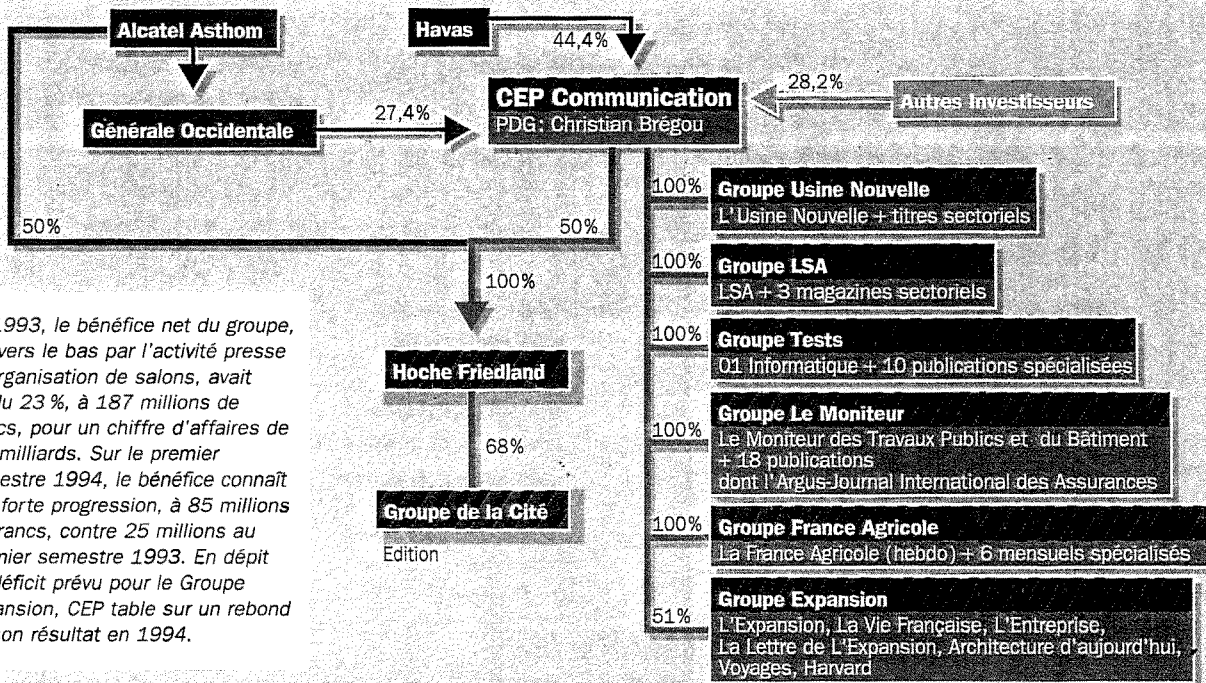 Alcatel Asthom
Havas
44,4%
Générale Occidentale
27,4%
CEP Communication
PDG: Christian Brégou
28,2%
Autres Investisseurs
50%
50%
100%
Hoche Friedland
68%
Groupe de la Cité
Edition
100%
Groupe Usine Nouvelle
L'Usine Nouvelle + titres sectoriels
100%
Groupe LSA
LSA + 3 magazines sectoriels
100%
Groupe Tests
01 Informatique + 10 publications spécialisées
100%
Groupe Le Moniteur
Le Moniteur des Travaux Publics et du Bâtiment
+ 18 publications
dont l'Argus-Journal International des Assurances
100%
Groupe France Agricole
La France Agricole (hebdo) + 6 mensuels spécialisés
51%
Groupe Expansion
L'Expansion, La Vie Française, L'Entreprise,
La Lettre de L'Expansion, Architecture d'aujourd'hui,
Voyages, Harvard
1993, le bénéfice net du groupe,
vers le bas par l'activité presse
23 %, à 187 millions de
pour un chiffre d'affaires de
milliards. Sur le premier
1994, le bénéfice connaît
forte progression, à 85 millions
contre 25 millions au
semestre 1993. En dépit
prévu pour le Groupe
CEP table sur un rebond
résultat en 1994.